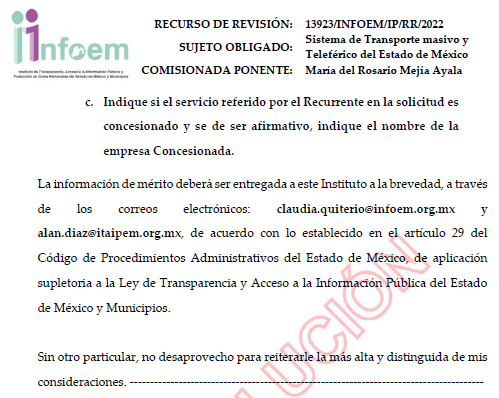 infoem
Instituto de Transparencia, Acceso a la Información Pública y
Protección de Datos Personales del Estado de México y Municipios
RECURSO DE REVISIÓN: 13923/INFOEM/IP/RR/2022
SUJETO OBLIGADO: Sistema de Transporte masivo y
Teleférico del Estado de México
COMISIONADA PONENTE: María del Rosario Mejía Ayala
c. Indique si el servicio referido por el Recurrente en la solicitud es
concesionado y se de ser afirmativo, indique el nombre de la
empresa Concesionada.
La información de mérito deberá ser entregada a este Instituto a la brevedad, a través
de los correos electrónicos: claudia.quiterio@infoem.org.mx y
alan.diaz@itaipem.org.mx, de acuerdo con lo establecido en el artículo 29 del
Código de Procedimientos Administrativos del Estado de México, de aplicación
supletoria a la Ley de Transparencia y Acceso a la Información Pública del Estado
de México y Municipios.
Sin otro particular, no desaprovecho para reiterarle la más alta y distinguida de mis
consideraciones. ------------------------------------------------------------------------------------
LUCIÓN